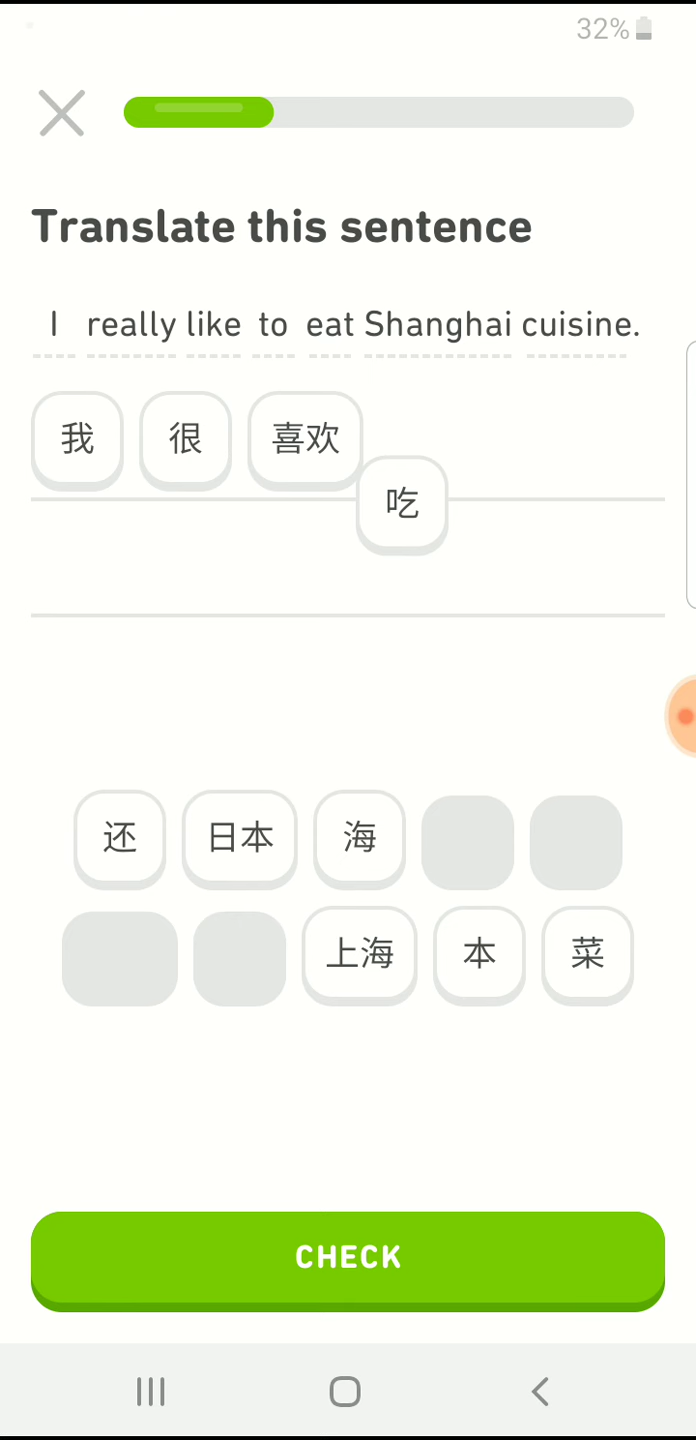 32%
Translate this sentence
I really like to eat Shanghai cuisine.
我 很 喜欢
吃
还 日本 海
上海 本 菜
CHECK